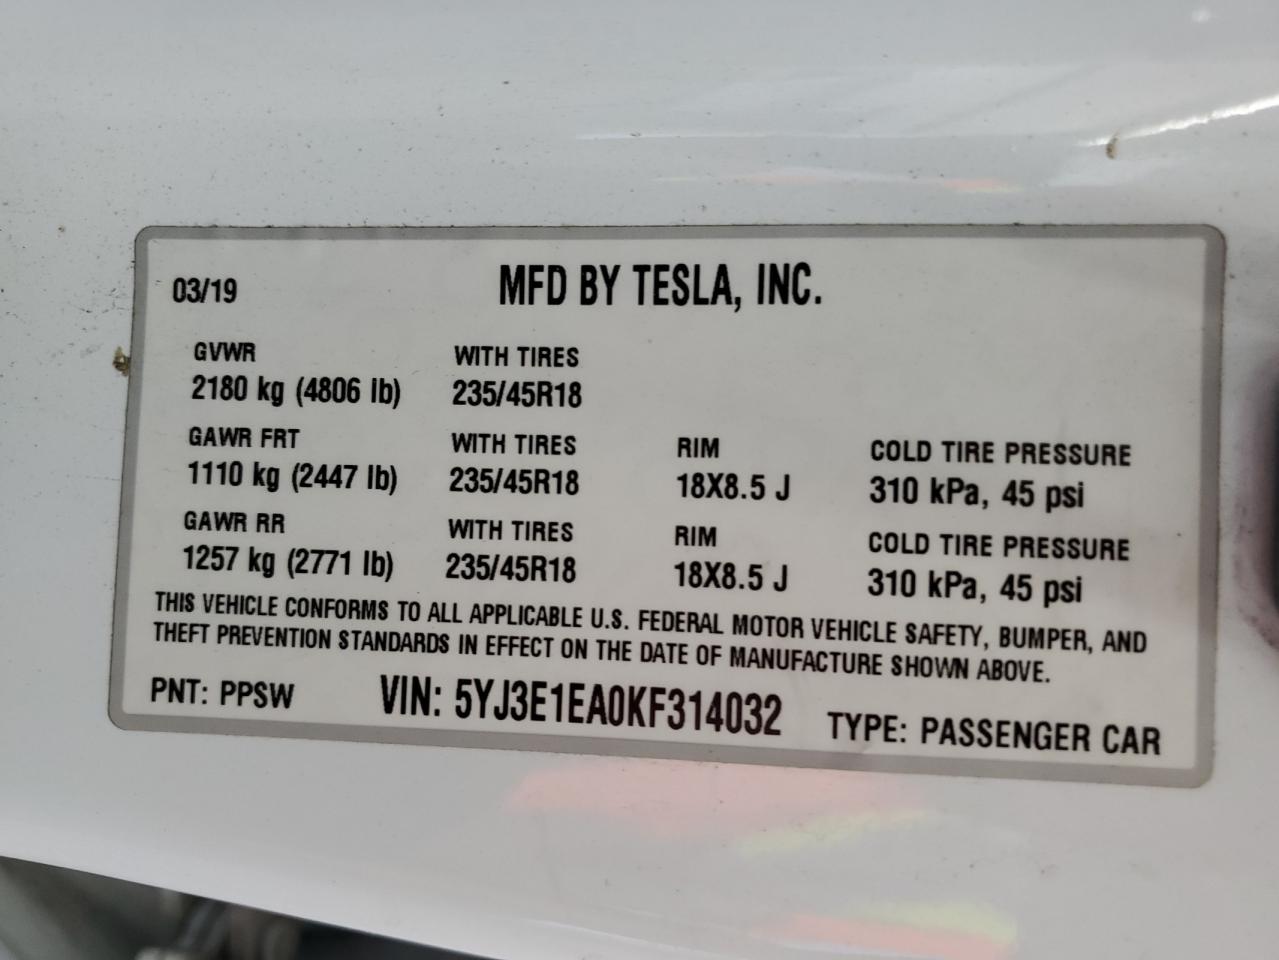 03/19 MFD BY TESLA, INC.
GVWR WITH TIRES
2180 kg (4806 lb) 235/45R18
GAWR FRT WITH TIRES RIM COLD TIRE PRESSURE
1110 kg (2447 lb) 235/45R18 18X8.5 J 310 kPa, 45 psi
GAWR RR WITH TIRES RIM COLD TIRE PRESSURE
1257 kg (2771 lb) 235/45R18 18X8.5 J 310 kPa, 45 psi
THIS VEHICLE CONFORMS TO ALL APPLICABLE U.S. FEDERAL MOTOR VEHICLE SAFETY, BUMPER, AND
THEFT PREVENTION STANDARDS IN EFFECT ON THE DATE OF MANUFACTURE SHOWN ABOVE.
PNT: PPSW VIN: 5YJ3E1EA0KF314032 TYPE: PASSENGER CAR